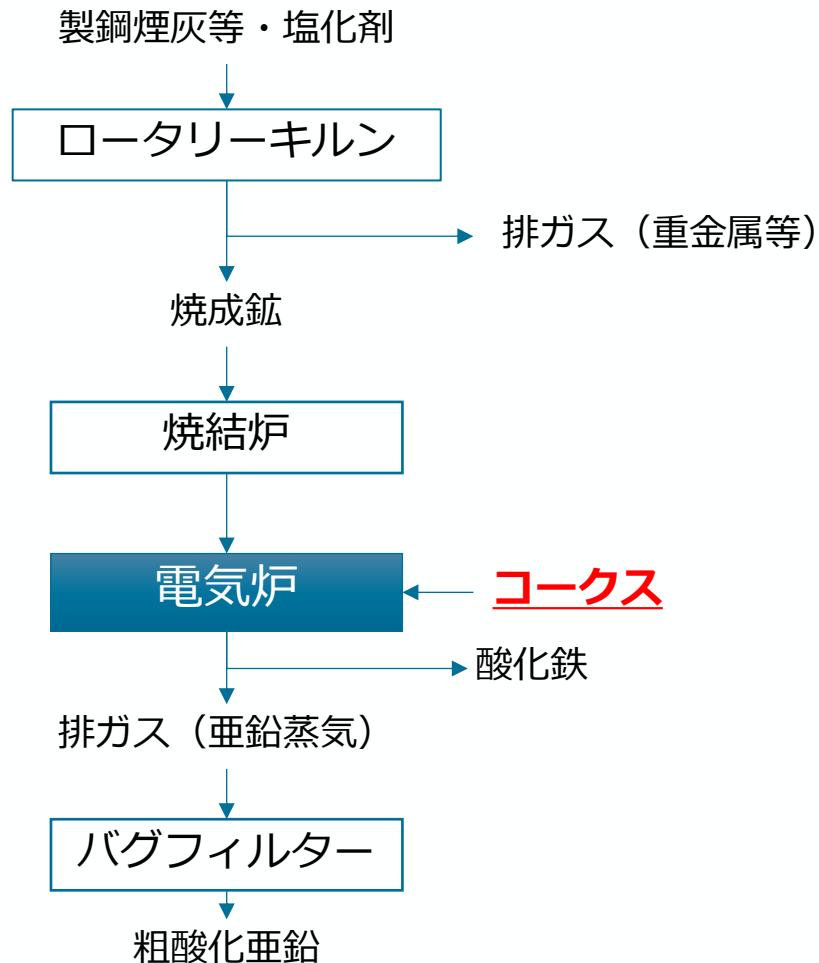 製鋼煙灰等・塩化剤
ロータリーキルン
排ガス（重金属等）
焼成鉱
焼結炉
電気炉
コークス
酸化鉄
排ガス（亜鉛蒸気）
バグフィルター
粗酸化亜鉛